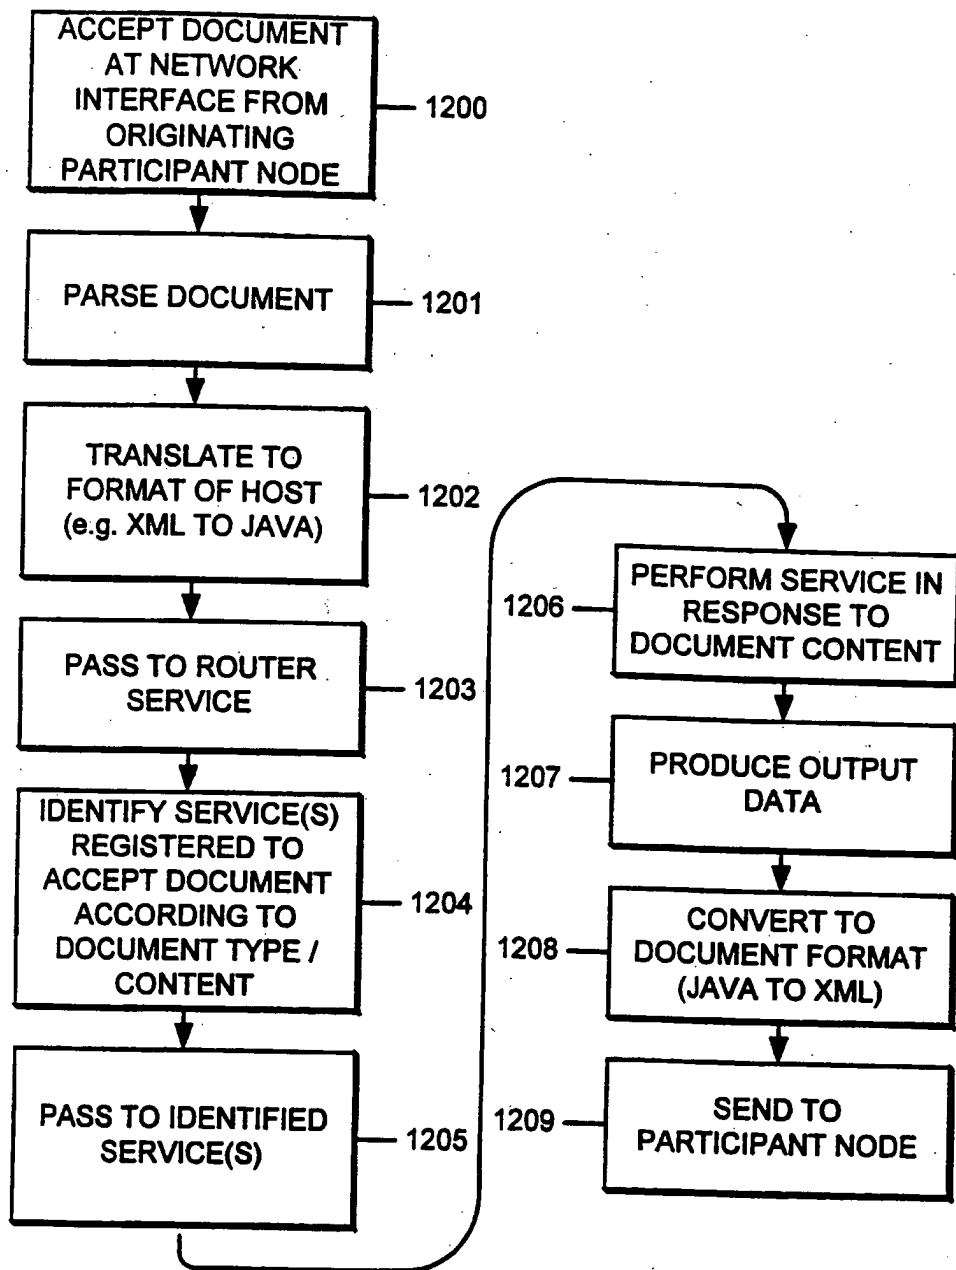 ACCEPT DOCUMENT
AT NETWORK
INTERFACE FROM
ORIGINATING
PARTICIPANT NODE
1200
PARSE DOCUMENT
1201
TRANSLATE TO
FORMAT OF HOST
(e.g. XML TO JAVA)
1202
PASS TO ROUTER
SERVICE
1203
IDENTIFY SERVICE(S)
REGISTERED TO
ACCEPT DOCUMENT
ACCORDING TO
DOCUMENT TYPE /
CONTENT
1204
PASS TO IDENTIFIED
SERVICE(S)
1205
PERFORM SERVICE IN
RESPONSE TO
DOCUMENT CONTENT
1206
PRODUCE OUTPUT
DATA
1207
CONVERT TO
DOCUMENT FORMAT
(JAVA TO XML)
1208
SEND TO
PARTICIPANT NODE
1209